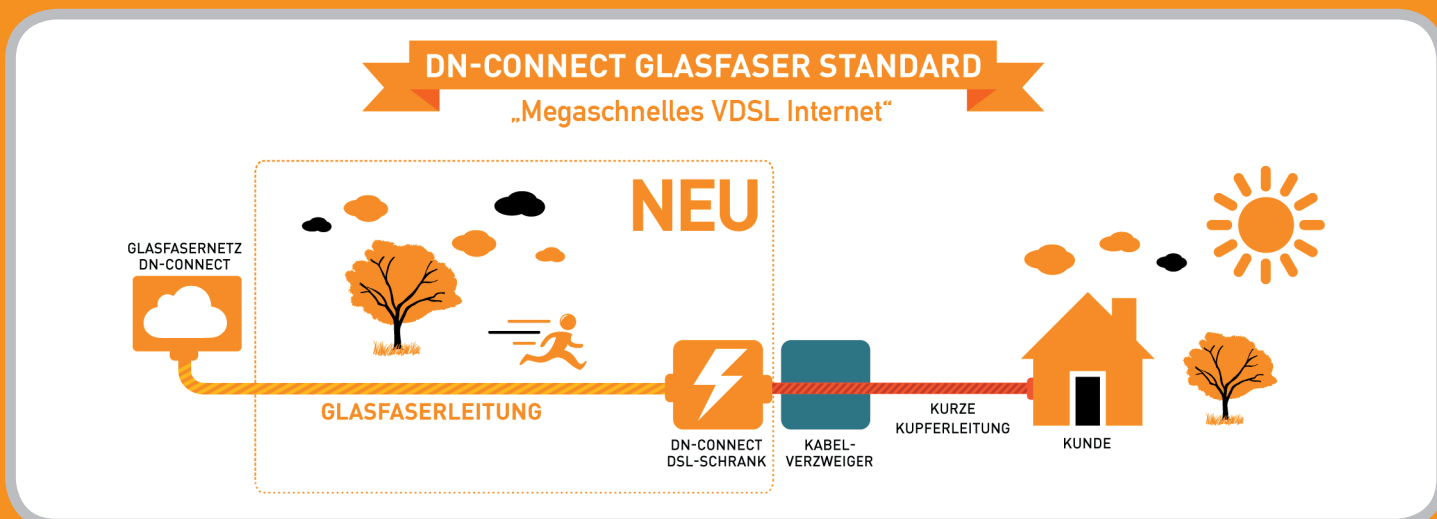 DN-CONNECT GLASFASER STANDARD
„Megaschnelles VDSL Internet“
NEU
GLASFASERNETZ
DN-CONNECT
GLASFASERLEITUNG
DN-CONNECT
DSL-SCHRANK
KABEL-
VERZWEIGER
KURZE
KUPFERLEITUNG
KUNDE